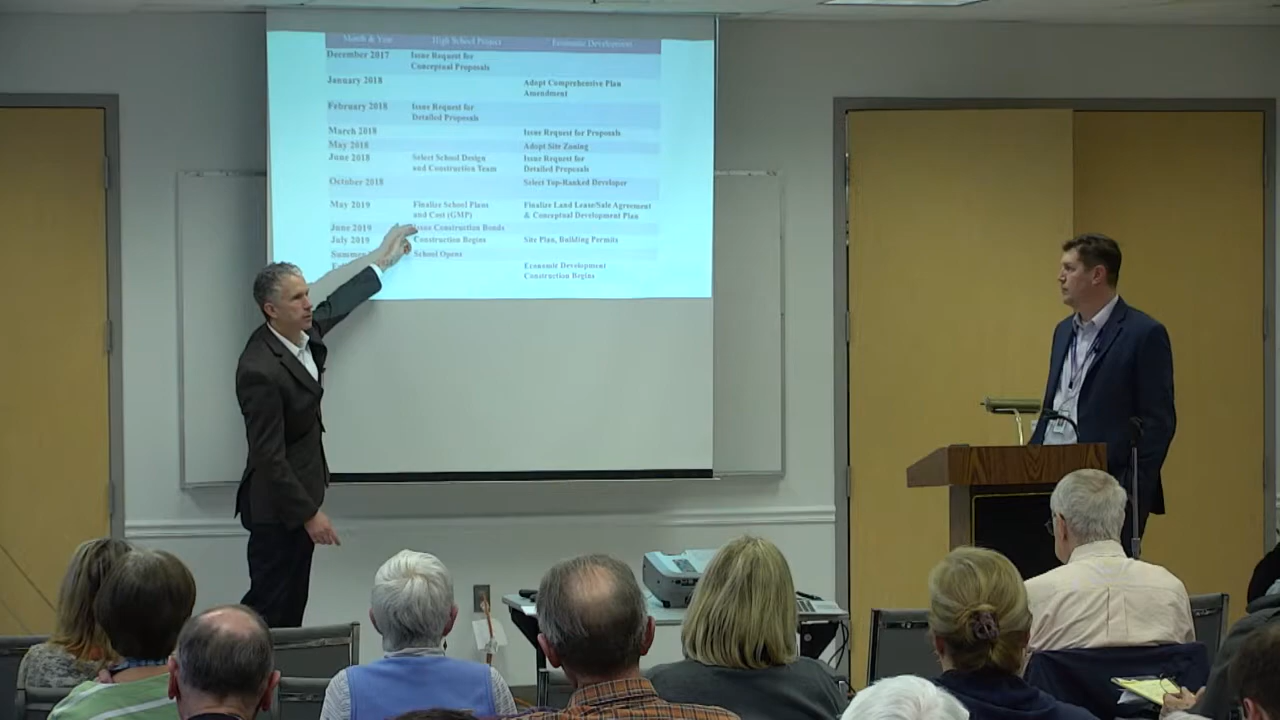 Month & Year High School Project Economic Development
December 2017 Issue Request for
Conceptual Proposals
January 2018 Adopt Comprehensive Plan
Amendment
February 2018 Issue Request for
Detailed Proposals
March 2018 Issue Request for Proposals
May 2018 Adopt Site Zoning
June 2018 Select School Design Issue Request for
and Construction Team Detailed Proposals
October 2018 Select Top-Ranked Developer
May 2019 Finalize School Plans Finalize Land Lease/Sale Agreement
and Cost (GMP) & Conceptual Development Plan
June 2019 Issue Construction Bonds
July 2019 Construction Begins Site Plan, Building Permits
Summer School Opens
Economic Development
Construction Begins